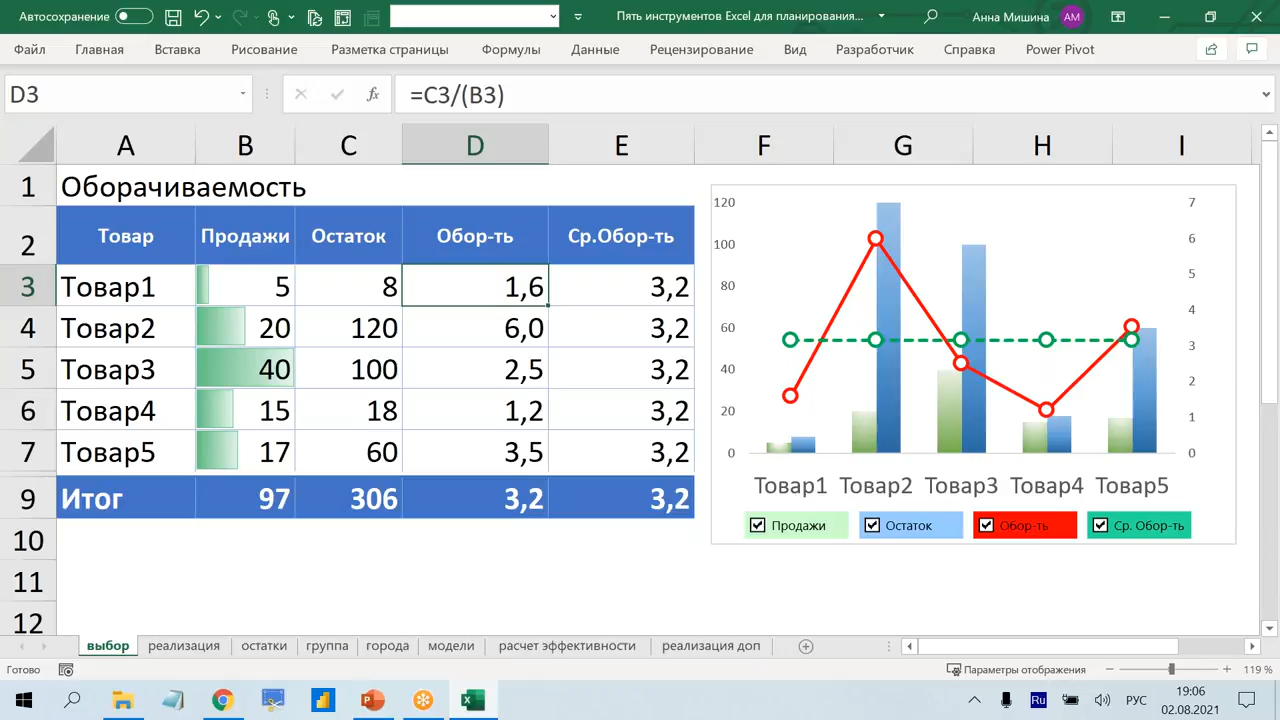 Автосохранение
Пять инструментов Excel для планирования...
Анна Мишина
АМ
Файл
Главная
Вставка
Рисование
Разметка страницы
Формулы
Данные
Рецензирование
Вид
Разработчик
Справка
Power Pivot
D3
fx
=C3/(B3)
A B C D E F G H I
1 Оборачиваемость
2 Товар Продажи Остаток Обор-ть Ср.Обор-ть
3 Товар1 5 8 1,6 3,2
4 Товар2 20 120 6,0 3,2
5 Товар3 40 100 2,5 3,2
6 Товар4 15 18 1,2 3,2
7 Товар5 17 60 3,5 3,2
9 Итог 97 306 3,2 3,2
10
11
12
120 7
100 6
80 5
60 4
40 3
20 2
0 1
0
Товар1 Товар2 Товар3 Товар4 Товар5
Продажи
Остаток
Обор-ть
Ср. Обор-ть
выбор
реализация
остатки
группа
города
модели
расчет эффективности
реализация доп
Готово
Параметры отображения
119 %
Ru
РУС
19:06
02.08.2021